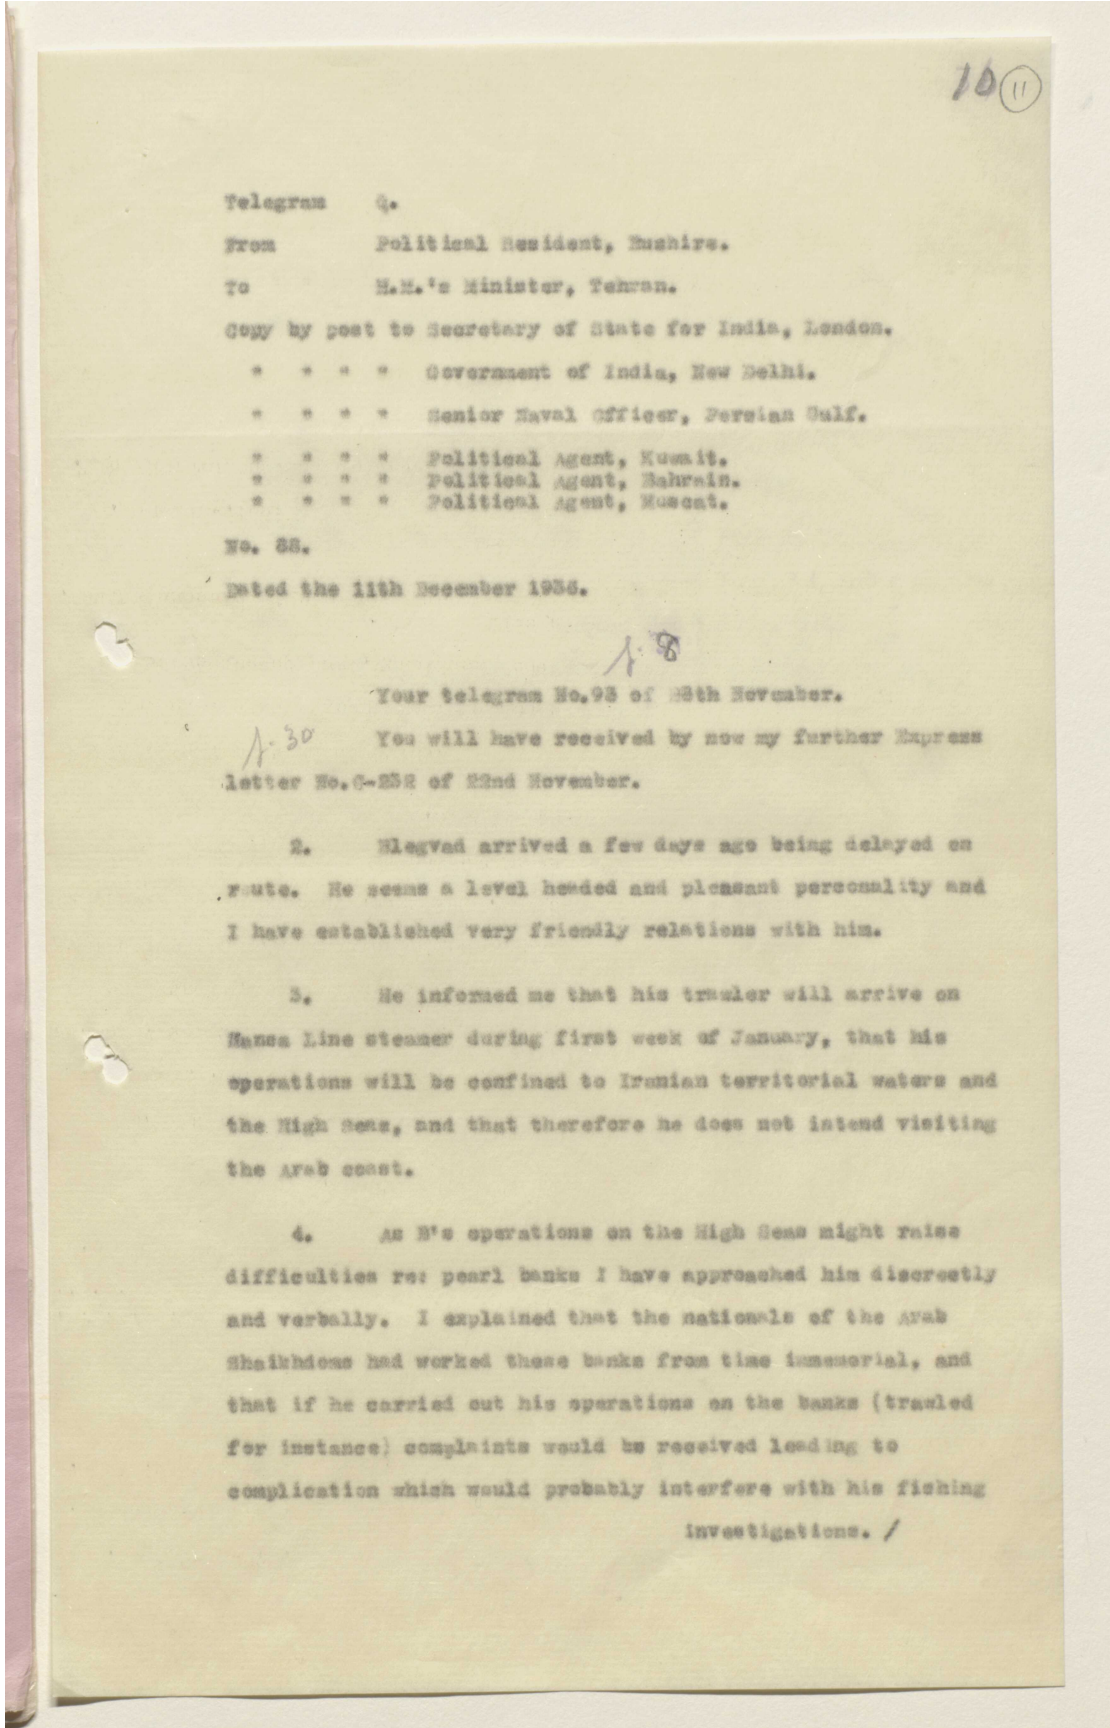 10 11
Telegram Q.
From Political Resident, Bushire.
To H.M.'s Minister, Tehran.
Copy by post to Secretary of State for India, London.
" " " " Government of India, New Delhi.
" " " " Senior Naval Officer, Persian Gulf.
" " " " Political Agent, Kuwait.
" " " " Political Agent, Bahrain.
" " " " Political Agent, Muscat.
No.
Dated the 11th December 1936.
f. 8
Your telegram No.93 of November.
f. 30 You will have received by now my further Express
letter No.C-232 of 22nd November.
2. Blegvad arrived a few days ago being delayed en
route. He seems a level headed and pleasant personality and
I have established very friendly relations with him.
3. He informed me that his trawler will arrive on
Hansa Line steamer during first week of January, that his
operations will be confined to Iranian territorial waters and
the High Seas, and that therefore he does not intend visiting
the Arab coast.
4. As B's operations on the High Seas might raise
difficulties re: pearl banks I have approached him discreetly
and verbally. I explained that the nationals of the Arab
Shaikhdoms had worked these banks from time immemorial, and
that if he carried out his operations on the banks (trawled
for instance) complaints would be received leading to
complication which would probably interfere with his fishing
investigations. /